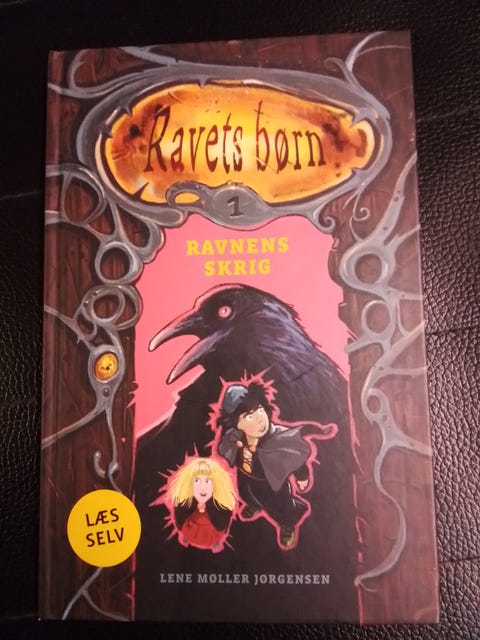 Ravets børn
1
RAVNENS
SKRIG
LÆS
SELV
LENE MØLLER JØRGENSEN